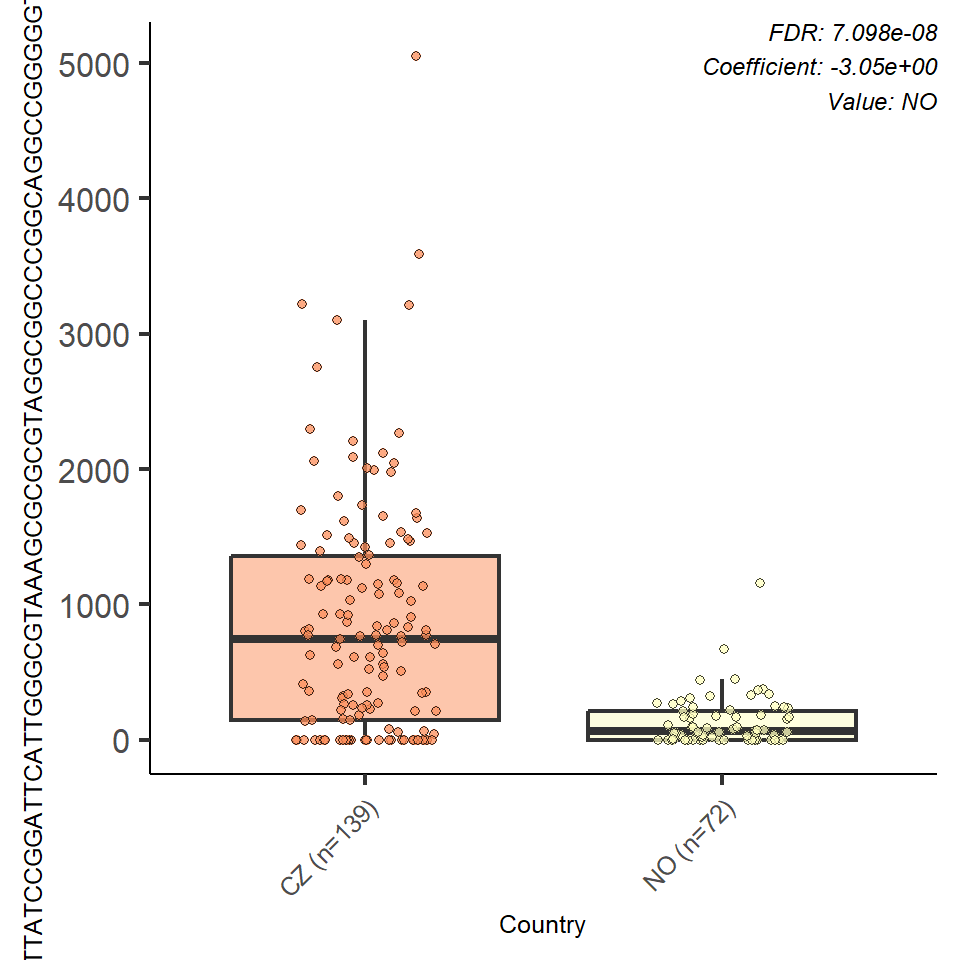 FDR: 7.098e-08
Coefficient: -3.05e+00
Value: NO
TTATCCGGATTCATTGGGCGTAAAGCGCGCGTAGGCGGCCCGGCAGGCCGGGGGT
5000
4000
3000
2000
1000
0
CZ (n=139)
NO (n=72)
Country